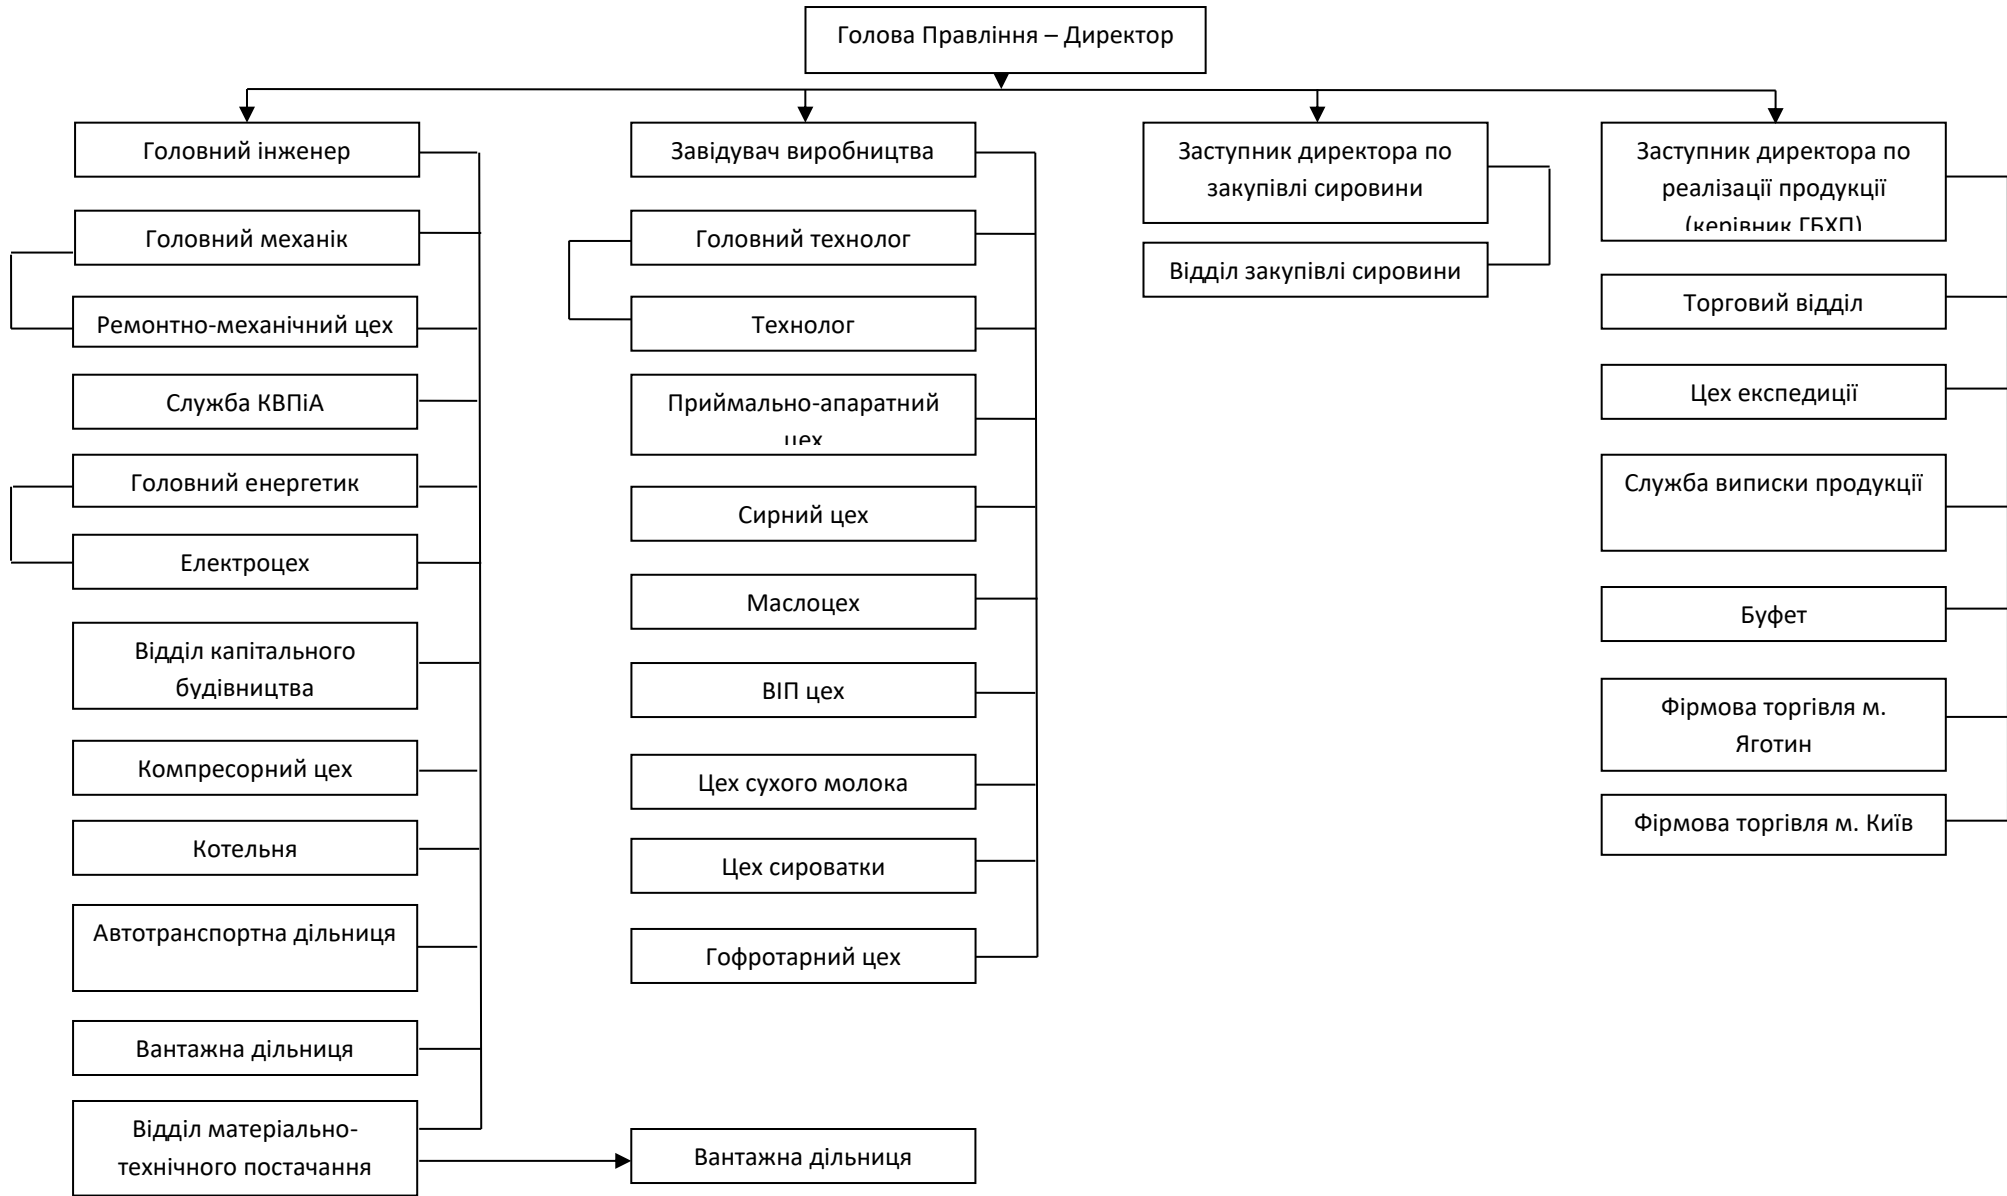 Голова Правління – Директор
Головний інженер
Головний механік
Ремонтно-механічний цех
Служба КВПіА
Головний енергетик
Електроцех
Відділ капітального
будівництва
Компресорний цех
Котельня
Автотранспортна дільниця
Вантажна дільниця
Відділ матеріально-
технічного постачання
Завідувач виробництва
Головний технолог
Технолог
Приймально-апаратний
цех
Сирний цех
Маслоцех
ВІП цех
Цех сухого молока
Цех сироватки
Гофротарний цех
Вантажна дільниця
Заступник директора по
закупівлі сировини
Відділ закупівлі сировини
Заступник директора по
реалізації продукції
(керівник ГБХП)
Торговий відділ
Цех експедиції
Служба виписки продукції
Буфет
Фірмова торгівля м.
Яготин
Фірмова торгівля м. Київ